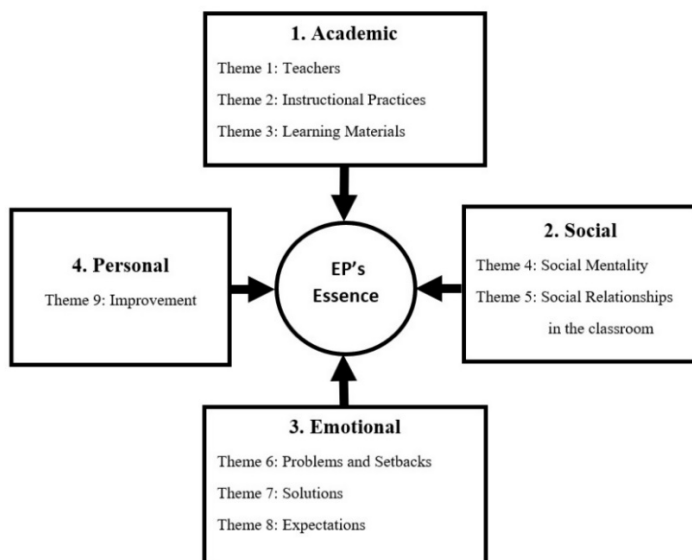 1. Academic
Theme 1: Teachers
Theme 2: Instructional Practices
Theme 3: Learning Materials
4. Personal
Theme 9: Improvement
EP's
Essence
2. Social
Theme 4: Social Mentality
Theme 5: Social Relationships
in the classroom
3. Emotional
Theme 6: Problems and Setbacks
Theme 7: Solutions
Theme 8: Expectations